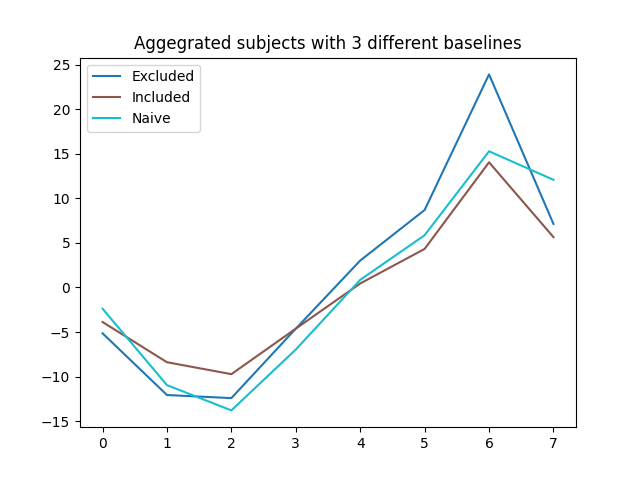 Aggegrated subjects with 3 different baselines
25
20
15
10
5
0
−5
−10
−15
Excluded
Included
Naive
0 1 2 3 4 5 6 7